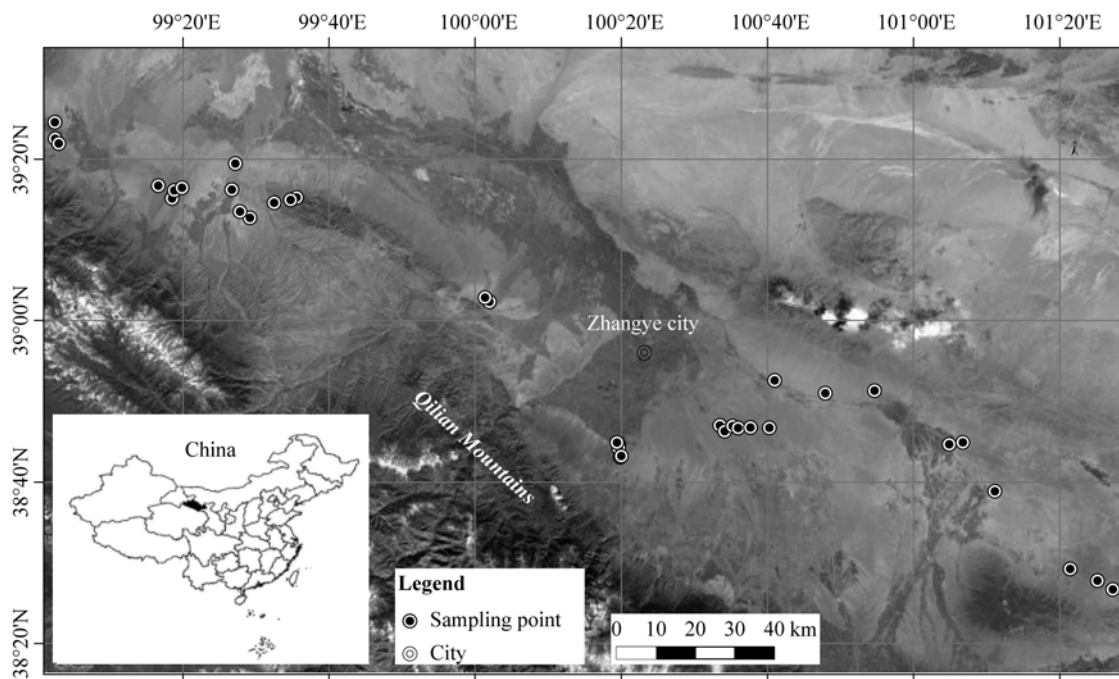 99°20'E 99°40'E 100°00'E 100°20'E 100°40'E 101°00'E 101°20'E
39°20'N
39°00'N
38°40'N
38°20'N
Zhangye city
Qilian Mountains
China
Legend
Sampling point
City
0 10 20 30 40 km